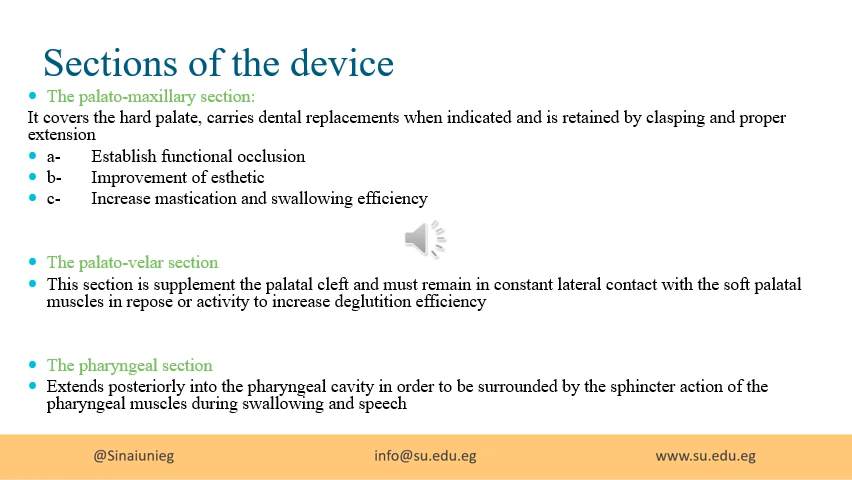 Sections of the device
• The palato-maxillary section:
It covers the hard palate, carries dental replacements when indicated and is retained by clasping and proper
extension
• a- Establish functional occlusion
• b- Improvement of esthetic
• c- Increase mastication and swallowing efficiency
• The palato-velar section
• This section is supplement the palatal cleft and must remain in constant lateral contact with the soft palatal
muscles in repose or activity to increase deglutition efficiency
• The pharyngeal section
• Extends posteriorly into the pharyngeal cavity in order to be surrounded by the sphincter action of the
pharyngeal muscles during swallowing and speech
@Sinaiunieg info@su.edu.eg www.su.edu.eg